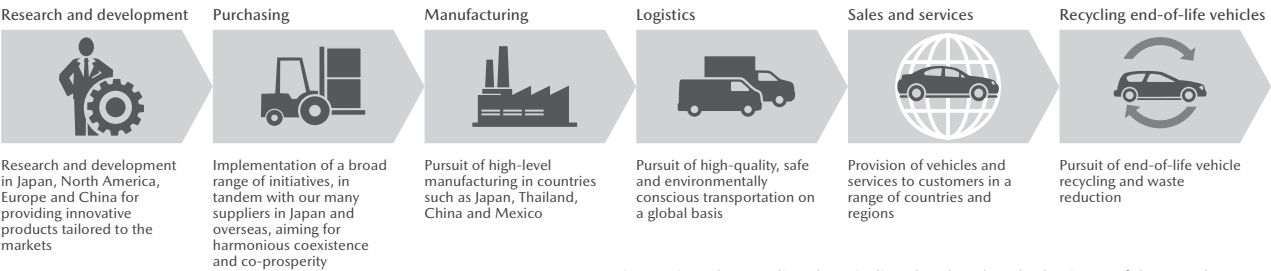 Research and development
Research and development
in Japan, North America,
Europe and China for
providing innovative
products tailored to the
markets
Purchasing
Implementation of a broad
range of initiatives, in
tandem with our many
suppliers in Japan and
overseas, aiming for
harmonious coexistence
and co-prosperity
Manufacturing
Pursuit of high-level
manufacturing in countries
such as Japan, Thailand,
China and Mexico
Logistics
Pursuit of high-quality, safe
and environmentally
conscious transportation on
a global basis
Sales and services
Provision of vehicles and
services to customers in a
range of countries and
regions
Recycling end-of-life vehicles
Pursuit of end-of-life vehicle
recycling and waste
reduction